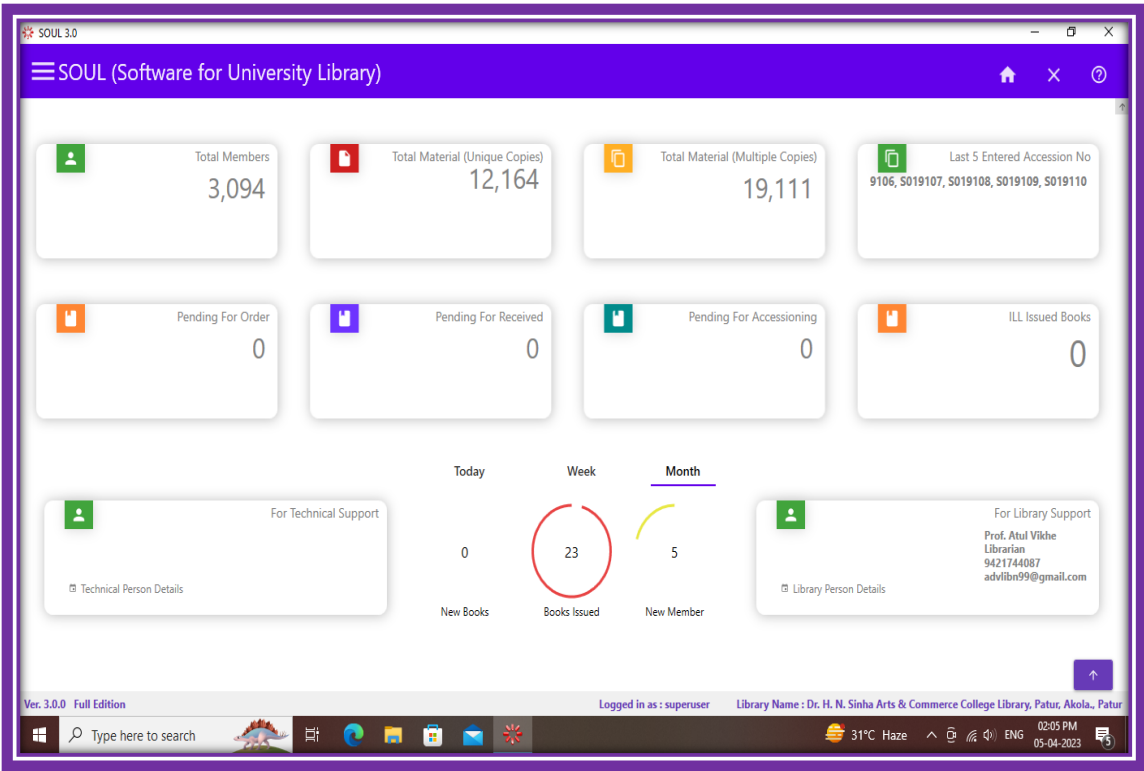 SOUL 3.0
SOUL (Software for University Library)
Total Members
3,094
Total Material (Unique Copies)
12,164
Total Material (Multiple Copies)
19,111
Last 5 Entered Accession No
9106, S019107, S019108, S019109, S019110
Pending For Order
0
Pending For Received
0
Pending For Accessioning
0
ILL Issued Books
0
Today Week Month
For Technical Support
Technical Person Details
0 23 5
New Books Books Issued New Member
For Library Support
Prof. Atul Vikhe
Librarian
9421744087
advlibn99@gmail.com
Library Person Details
Ver. 3.0.0 Full Edition Logged in as : superuser Library Name : Dr. H. N. Sinha Arts & Commerce College Library, Patur, Akola., Patur
Type here to search 31°C Haze ENG 02:05 PM
05-04-2023 5